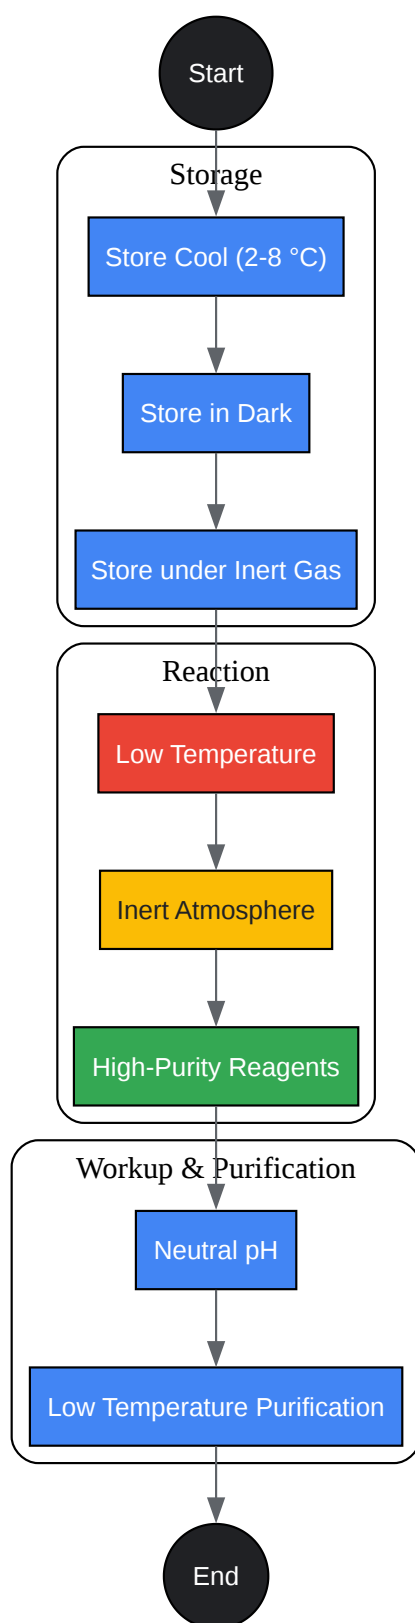 Start
Storage
Store Cool (2-8 °C)
Store in Dark
Store under Inert Gas
Reaction
Low Temperature
Inert Atmosphere
High-Purity Reagents
Workup & Purification
Neutral pH
Low Temperature Purification
End